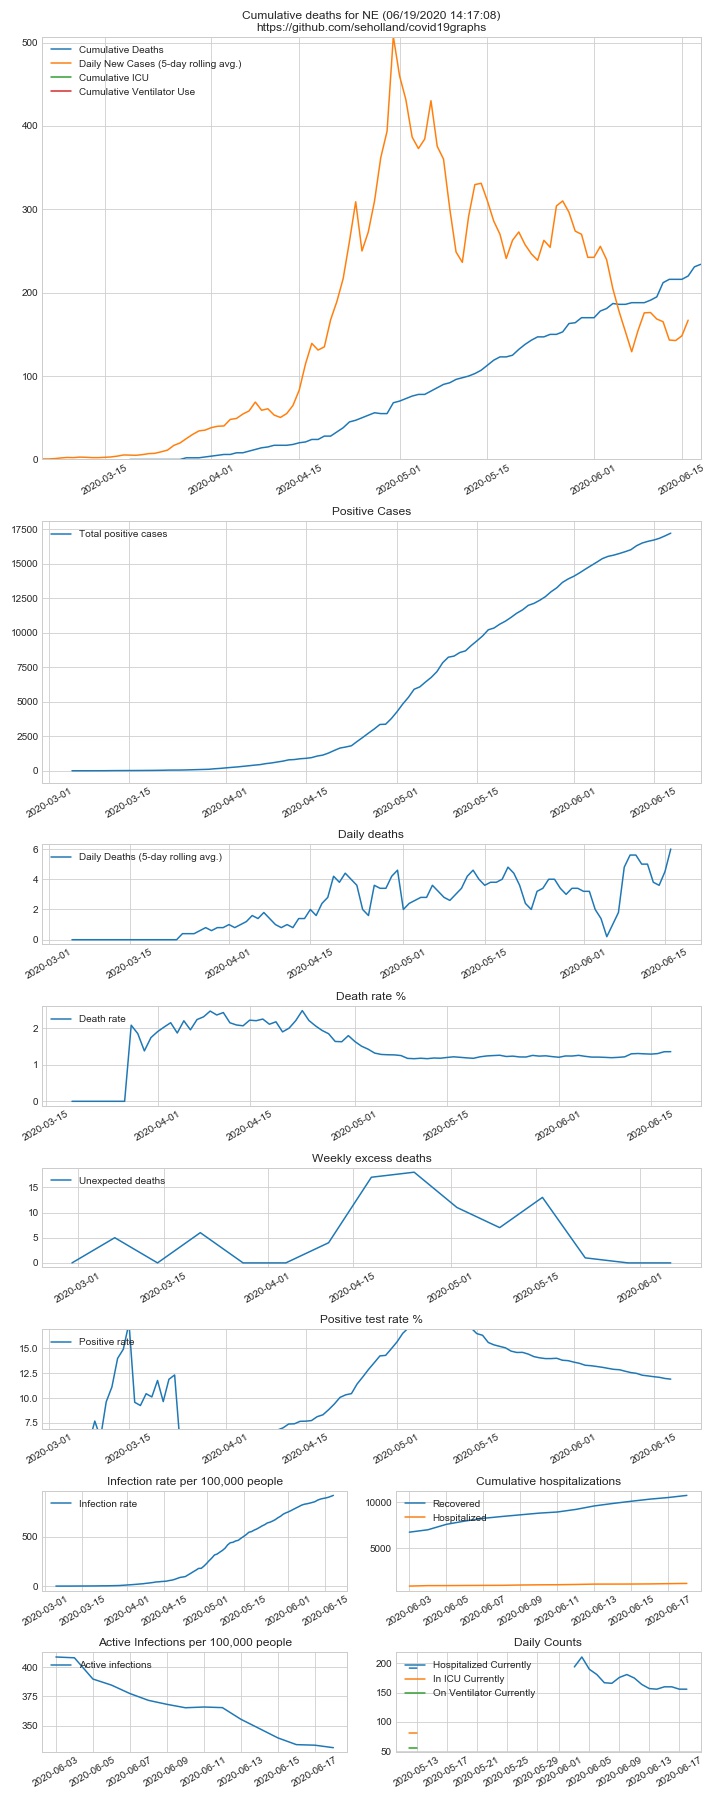 Cumulative deaths for NE (06/19/2020 14:17:08)
https://github.com/seholland/covid19graphs
Cumulative Deaths
Daily New Cases (5-day rolling avg.)
Cumulative ICU
Cumulative Ventilator Use
500
400
300
200
100
0
2020-03-15 2020-04-01 2020-04-15 2020-05-01 2020-05-15 2020-06-01 2020-06-15
Positive Cases
Total positive cases
17500
15000
12500
10000
7500
5000
2500
0
2020-03-01 2020-03-15 2020-04-01 2020-04-15 2020-05-01 2020-05-15 2020-06-01 2020-06-15
Daily deaths
Daily Deaths (5-day rolling avg.)
6
4
2
0
2020-03-01 2020-03-15 2020-04-01 2020-04-15 2020-05-01 2020-05-15 2020-06-01 2020-06-15
Death rate %
Death rate
2
1
0
2020-03-15 2020-04-01 2020-04-15 2020-05-01 2020-05-15 2020-06-01 2020-06-15
Weekly excess deaths
Unexpected deaths
15
10
5
0
2020-03-01 2020-03-15 2020-04-01 2020-04-15 2020-05-01 2020-05-15 2020-06-01
Positive test rate %
Positive rate
15.0
12.5
10.0
7.5
2020-03-01 2020-03-15 2020-04-01 2020-04-15 2020-05-01 2020-05-15 2020-06-01 2020-06-15
Infection rate per 100,000 people
Infection rate
500
0
2020-03-01 2020-03-15 2020-04-01 2020-04-15 2020-05-01 2020-05-15 2020-06-01 2020-06-15
Cumulative hospitalizations
Recovered
Hospitalized
10000
5000
2020-06-03 2020-06-05 2020-06-07 2020-06-09 2020-06-11 2020-06-13 2020-06-15 2020-06-17
Active Infections per 100,000 people
Active infections
400
375
350
2020-06-03 2020-06-05 2020-06-07 2020-06-09 2020-06-11 2020-06-13 2020-06-15 2020-06-17
Daily Counts
Hospitalized Currently
In ICU Currently
On Ventilator Currently
200
150
100
50
2020-05-13 2020-05-17 2020-05-21 2020-05-25 2020-05-29 2020-06-01 2020-06-05 2020-06-09 2020-06-13 2020-06-17